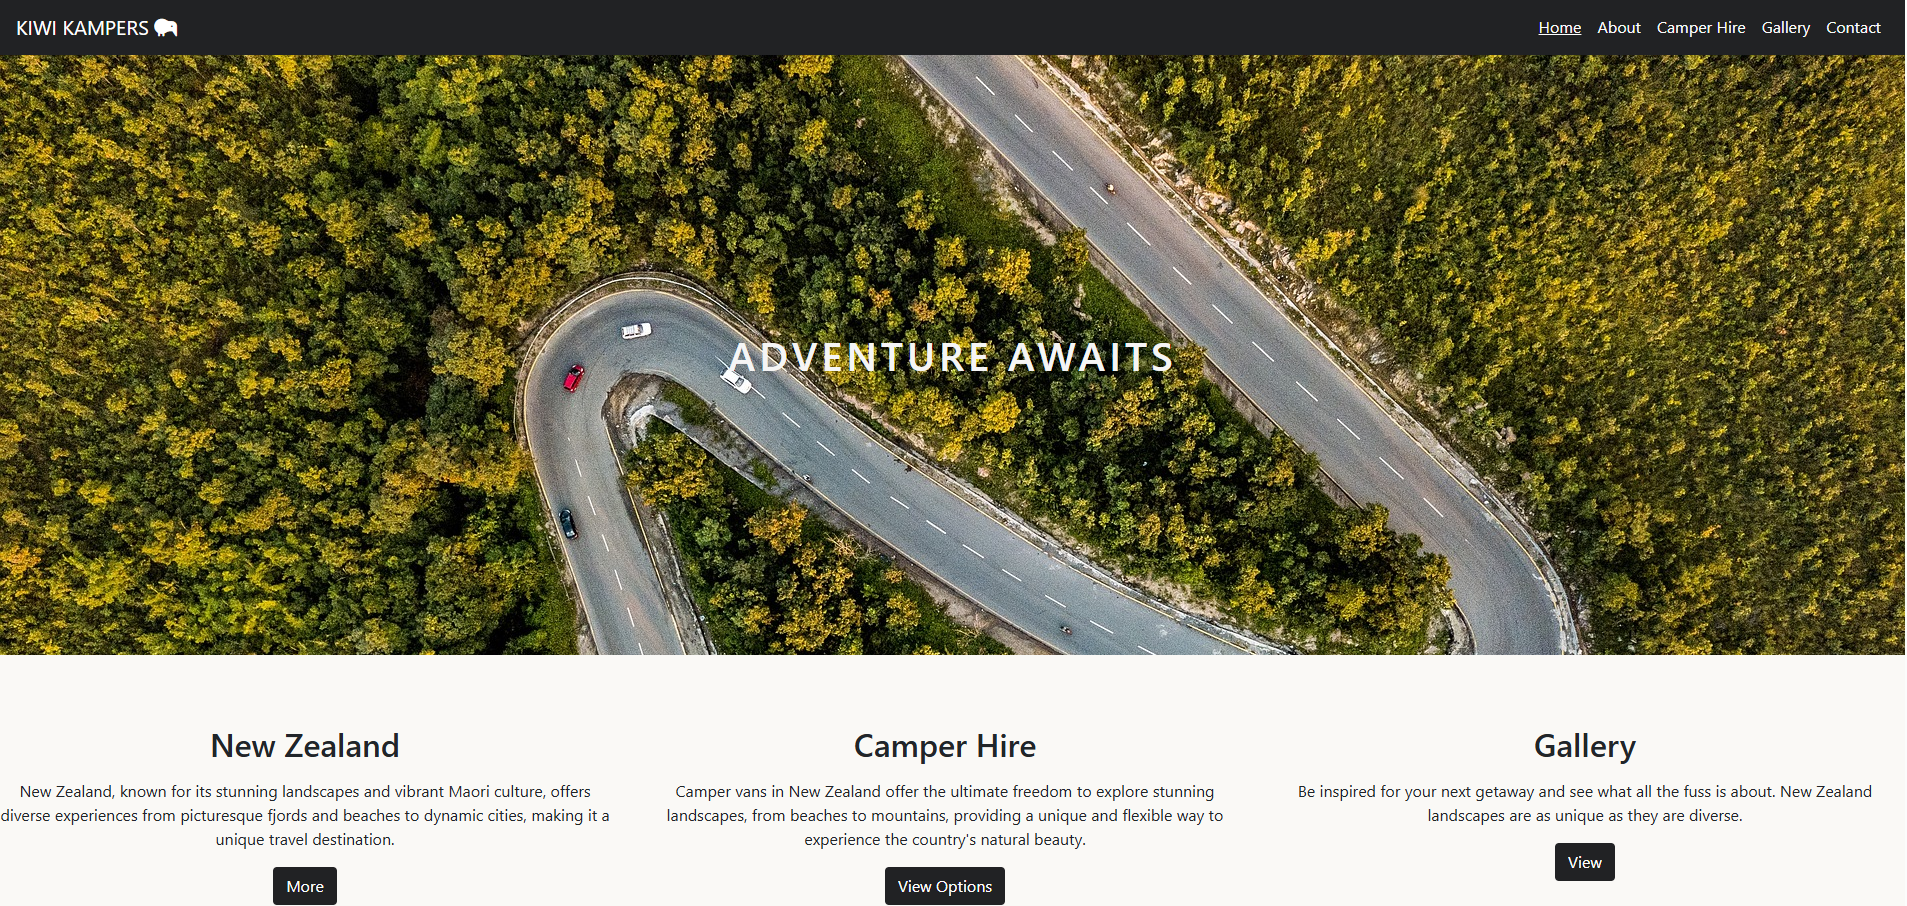 KIWI KAMPERS
Home About Camper Hire Gallery Contact
ADVENTURE AWAITS
New Zealand
New Zealand, known for its stunning landscapes and vibrant Maori culture, offers
diverse experiences from picturesque fjords and beaches to dynamic cities, making it a
unique travel destination.
More
Camper Hire
Camper vans in New Zealand offer the ultimate freedom to explore stunning
landscapes, from beaches to mountains, providing a unique and flexible way to
experience the country's natural beauty.
View Options
Gallery
Be inspired for your next getaway and see what all the fuss is about. New Zealand
landscapes are as unique as they are diverse.
View